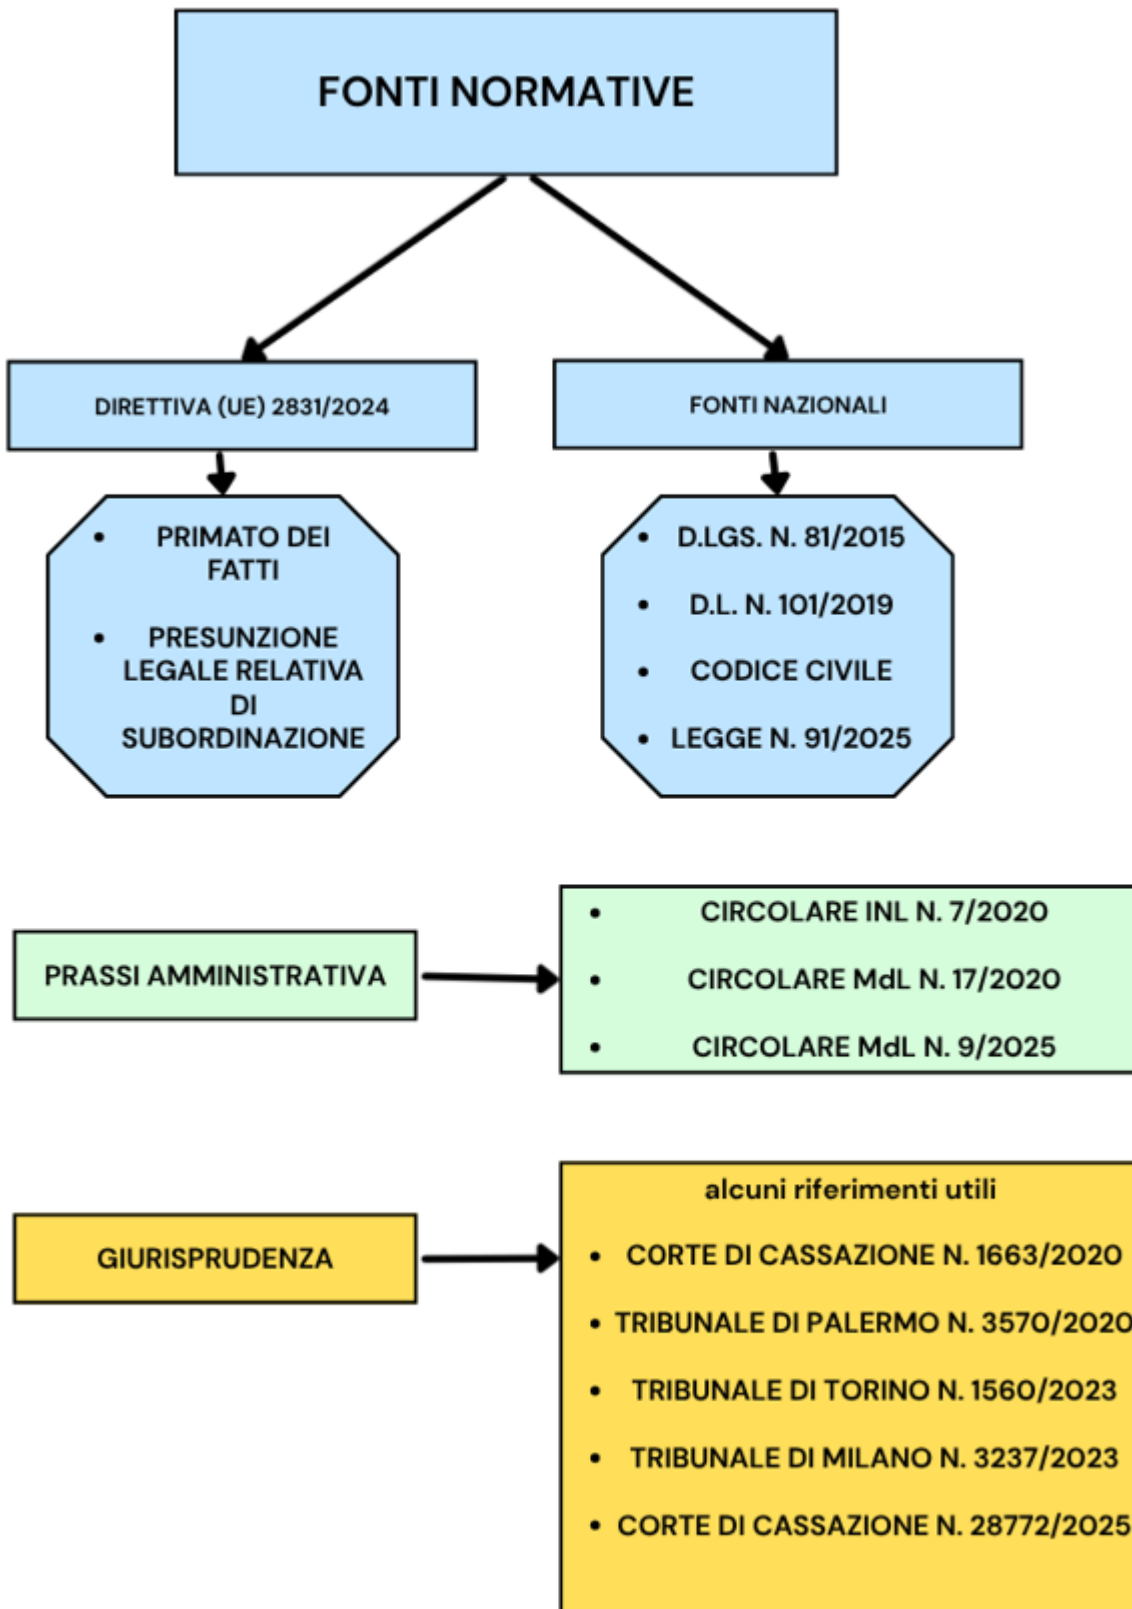 FONTI NORMATIVE
DIRETTIVA (UE) 2831/2024
FONTI NAZIONALI
• PRIMATO DEI
FATTI
• PRESUNZIONE
LEGALE RELATIVA
DI
SUBORDINAZIONE
• D.LGS. N. 81/2015
• D.L. N. 101/2019
• CODICE CIVILE
• LEGGE N. 91/2025
PRASSI AMMINISTRATIVA
• CIRCOLARE INL N. 7/2020
• CIRCOLARE MdL N. 17/2020
• CIRCOLARE MdL N. 9/2025
GIURISPRUDENZA
alcuni riferimenti utili
• CORTE DI CASSAZIONE N. 1663/2020
• TRIBUNALE DI PALERMO N. 3570/2020
• TRIBUNALE DI TORINO N. 1560/2023
• TRIBUNALE DI MILANO N. 3237/2023
• CORTE DI CASSAZIONE N. 28772/2025